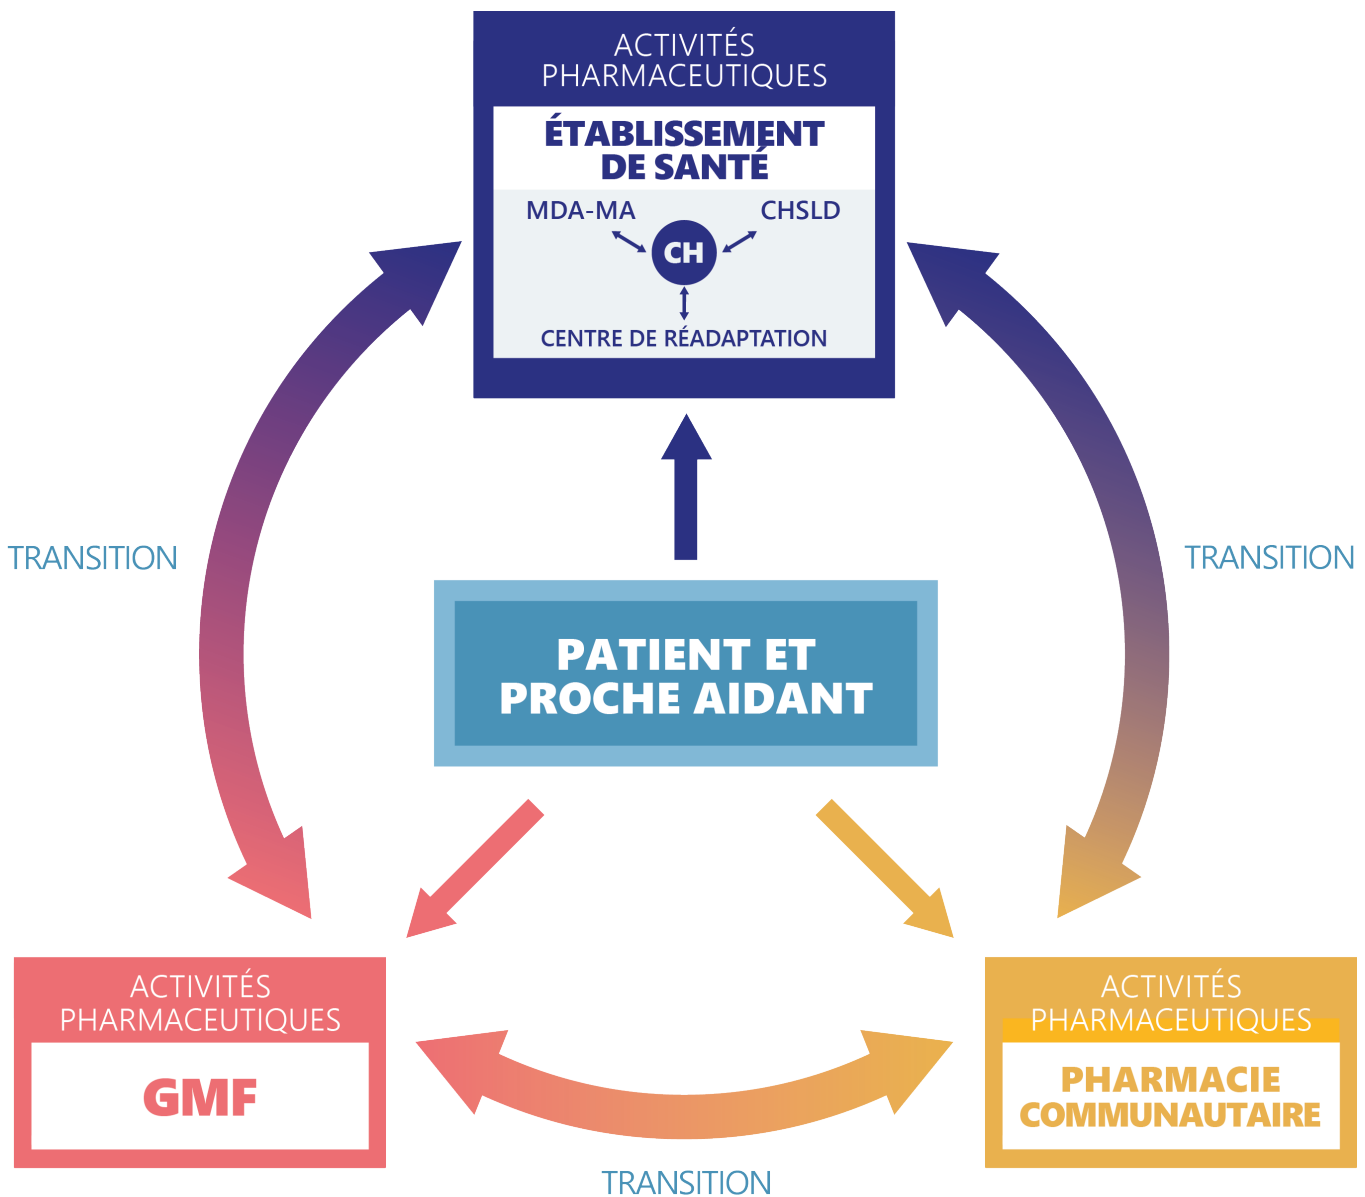 ACTIVITÉS
PHARMACEUTIQUES
ÉTABLISSEMENT
DE SANTÉ
MDA-MA
CHSLD
CH
CENTRE DE RÉADAPTATION
TRANSITION
TRANSITION
PATIENT ET
PROCHE AIDANT
ACTIVITÉS
PHARMACEUTIQUES
GMF
ACTIVITÉS
PHARMACEUTIQUES
PHARMACIE
COMMUNAUTAIRE
TRANSITION